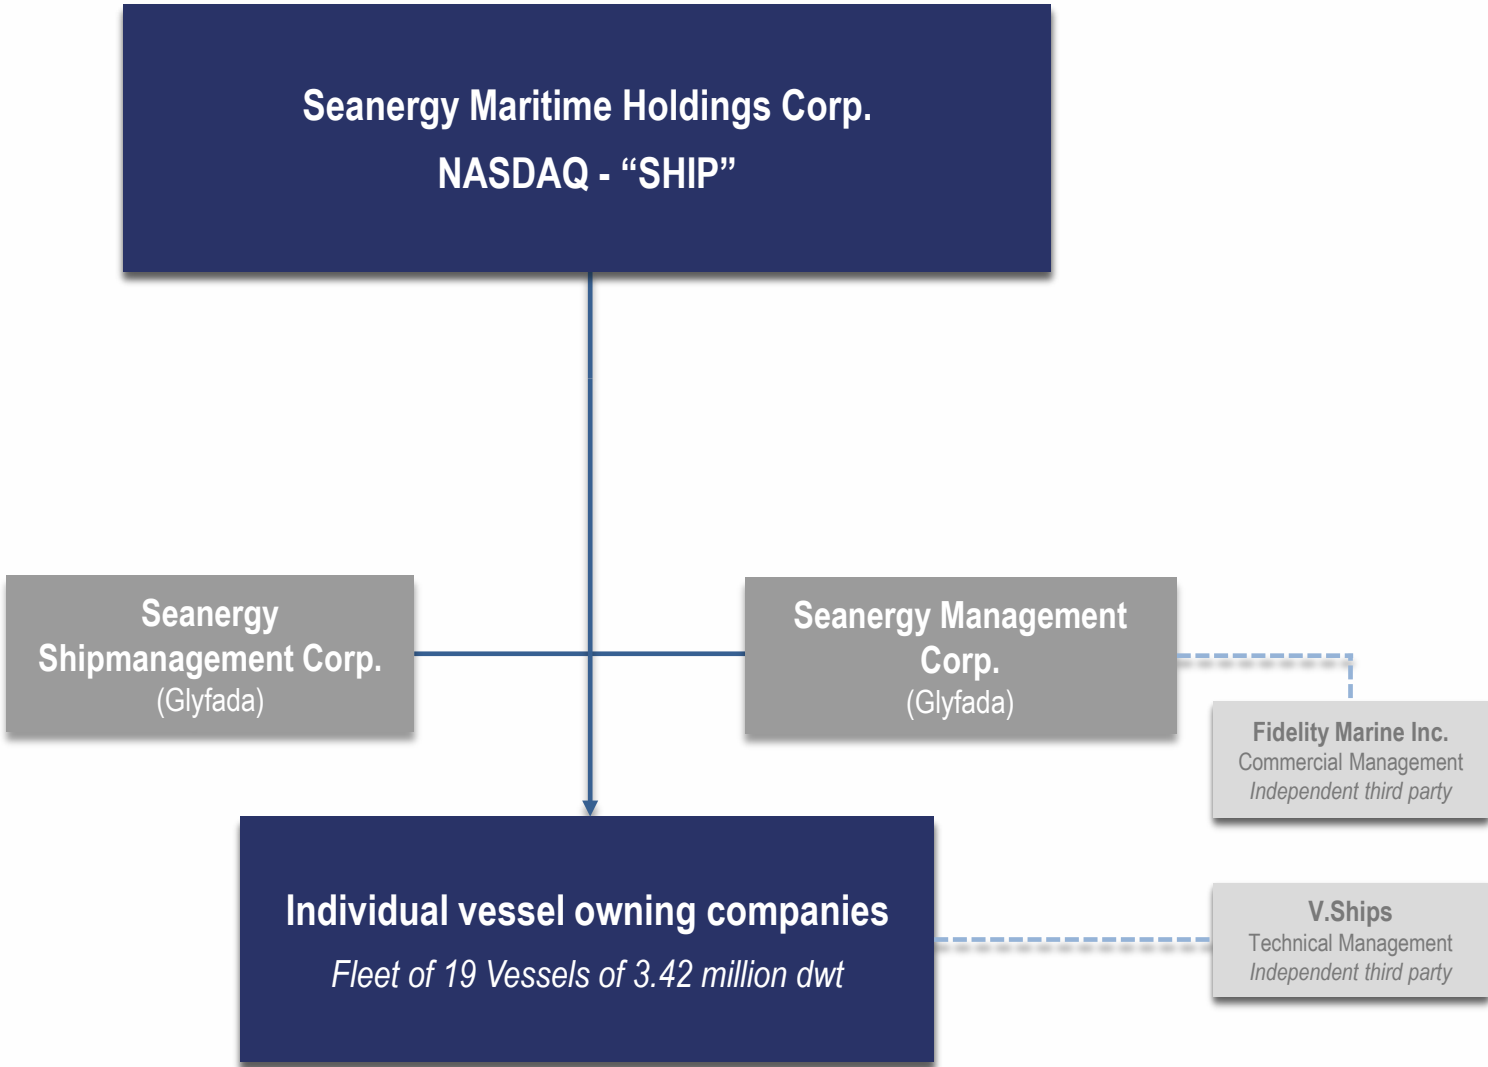 Seanergy Maritime Holdings Corp.
NASDAQ - “SHIP”
Seanergy
Shipmanagement Corp.
(Glyfada)
Seanergy Management
Corp.
(Glyfada)
Fidelity Marine Inc.
Commercial Management
Independent third party
Individual vessel owning companies
Fleet of 19 Vessels of 3.42 million dwt
V.Ships
Technical Management
Independent third party